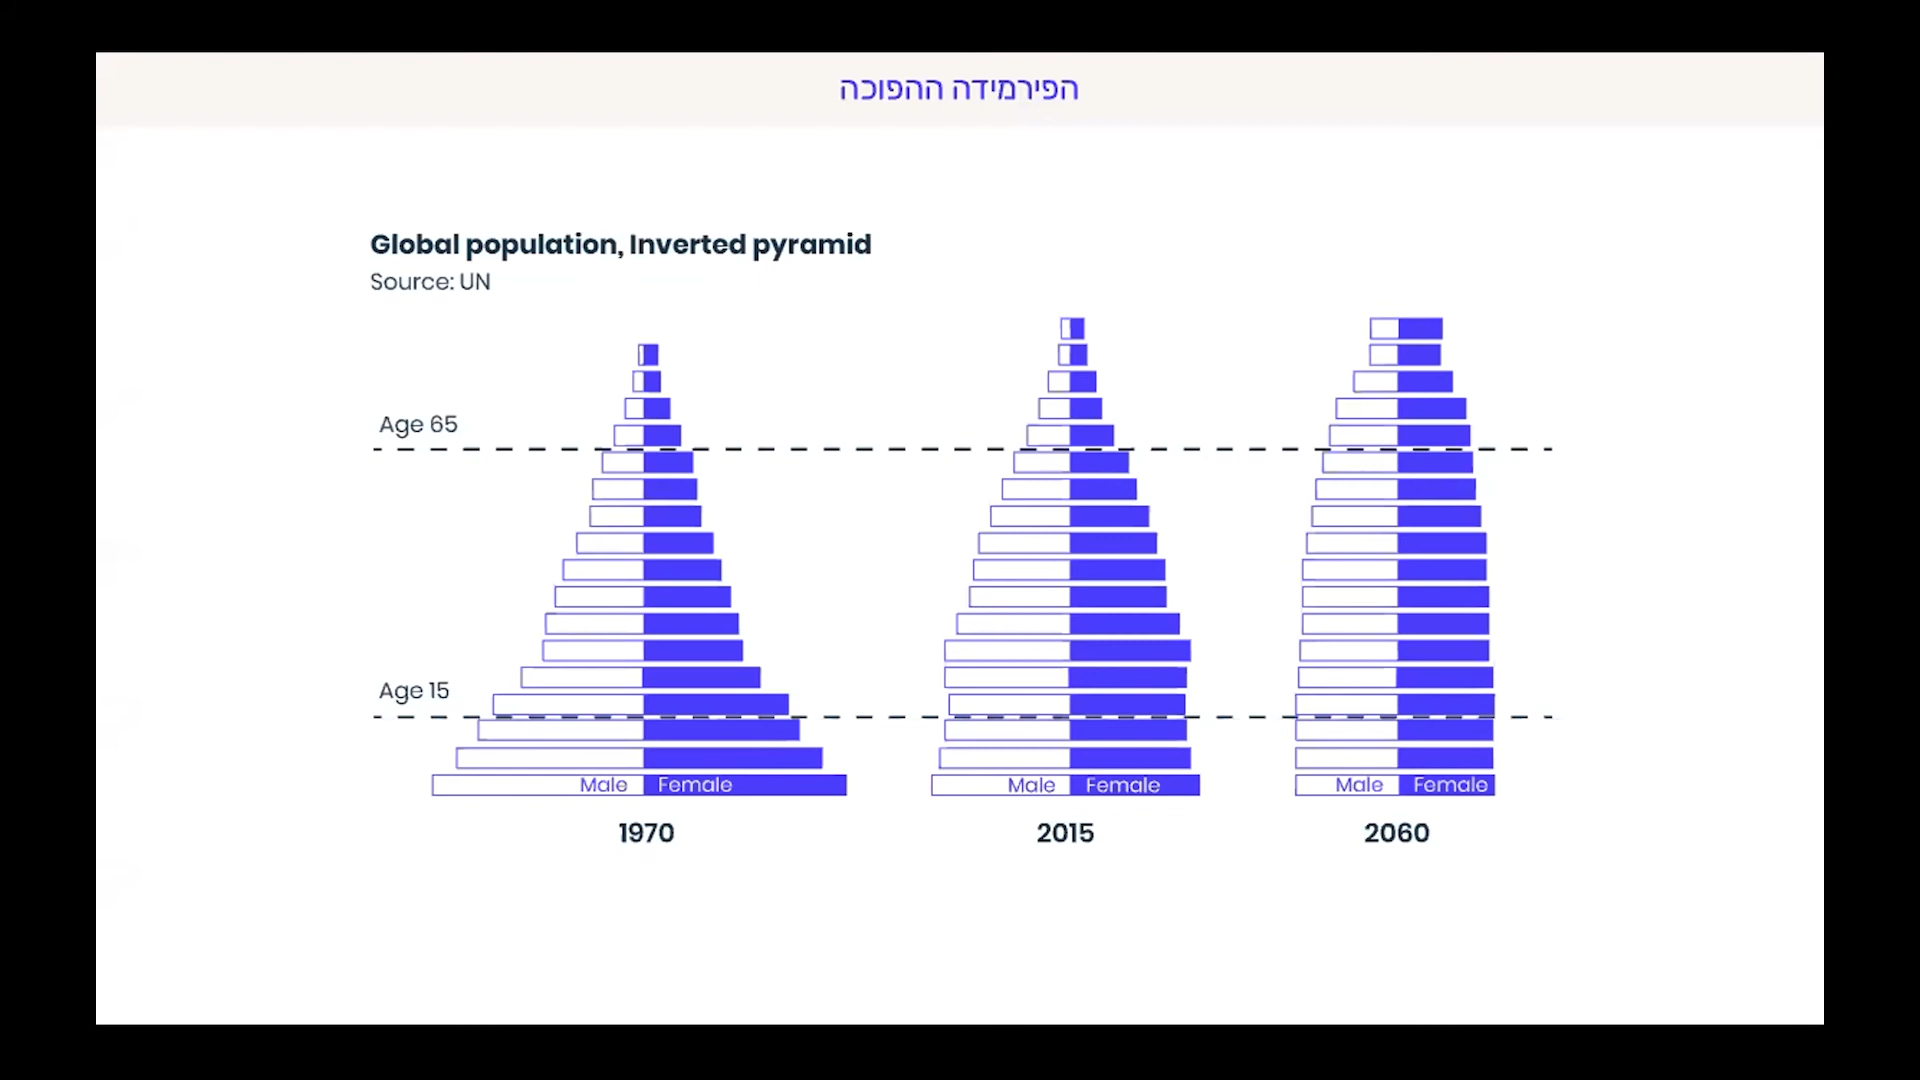 הפירמידה ההפוכה
Global population, Inverted pyramid
Source: UN
Age 65
Age 15
Male Female
Male Female
Male Female
1970
2015
2060